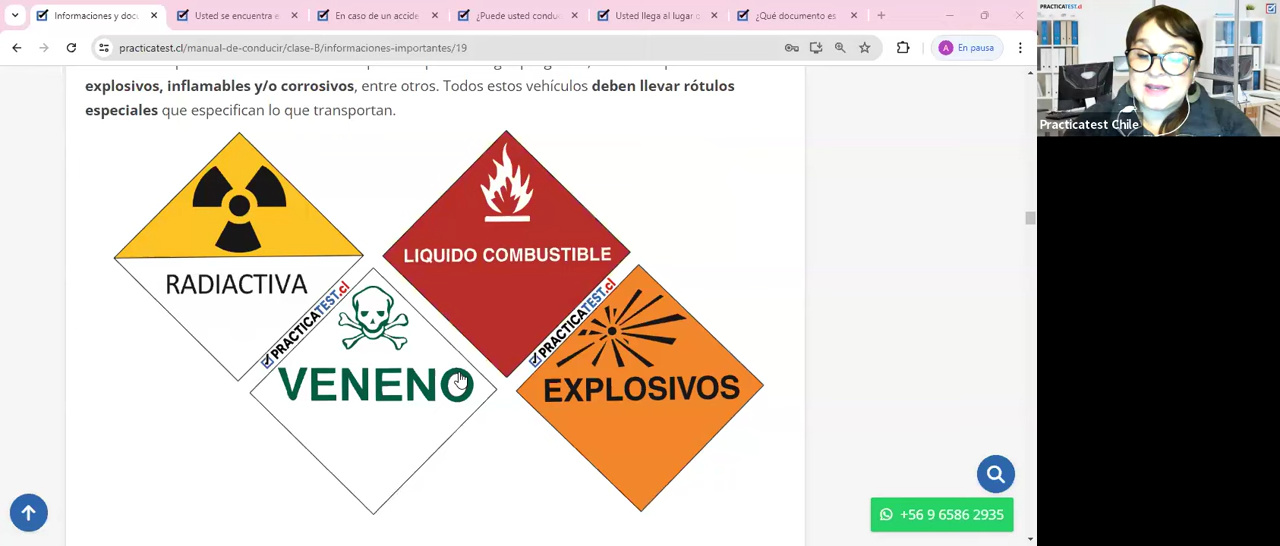 Informaciones y docu
Usted se encuentra e
En caso de un accide
¿Puede usted conduc
Usted llega al lugar o
¿Qué documento es
practicatest.cl/manual-de-conducir/clase-B/informaciones-importantes/19
A
En pausa
explosivos, inflamables y/o corrosivos, entre otros. Todos estos vehículos deben llevar rótulos
especiales que especifican lo que transportan.
RADIACTIVA
LIQUIDO COMBUSTIBLE
PRACTICATEST.cl
VENENO
PRACTICATEST.cl
EXPLOSIVOS
+56 9 6586 2935
PRACTICATEST.cl
Practicatest Chile